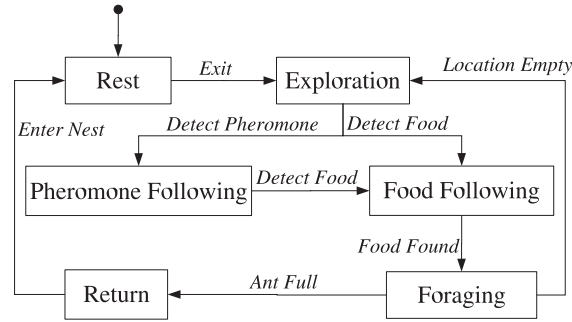 Exit
Location Empty
Rest
Exploration
Enter Nest
Detect Pheromone
Detect Food
Pheromone Following
Detect Food
Food Following
Food Found
Return
Ant Full
Foraging